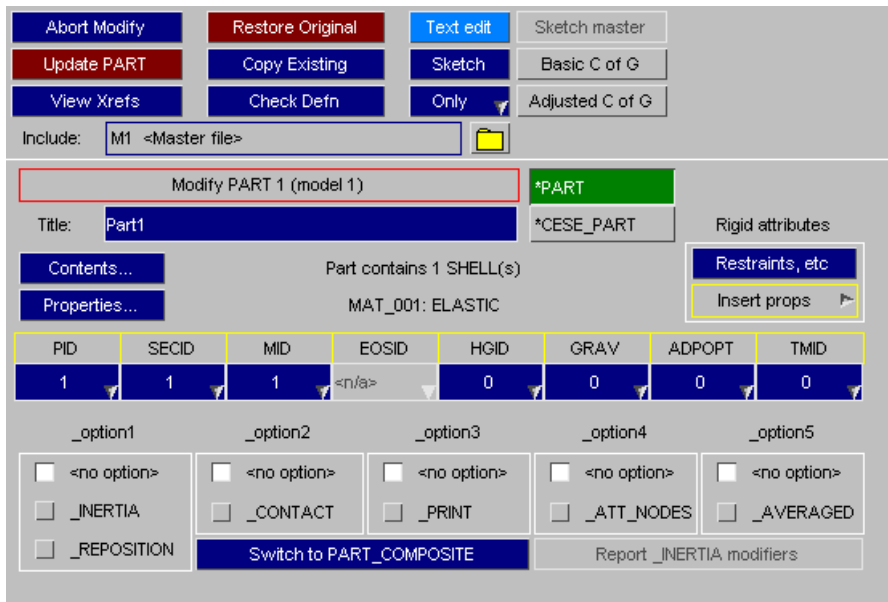 Abort Modify Restore Original Text edit Sketch master
Update PART Copy Existing Sketch Basic C of G
View Xrefs Check Defn Only Adjusted C of G
Include: M1 <Master file>
Modify PART 1 (model 1) *PART
Title: Part1 *CESE_PART Rigid attributes
Contents... Part contains 1 SHELL(s) Restraints, etc
Properties... MAT_001: ELASTIC Insert props
PID SECID MID EOSID HGID GRAV ADPOPT TMID
1 1 1 <n/a> 0 0 0 0
_option1 _option2 _option3 _option4 _option5
<no option> <no option> <no option> <no option> <no option>
_INERTIA _CONTACT _PRINT _ATT_NODES _AVERAGED
_REPOSITION Switch to PART_COMPOSITE Report _INERTIA modifiers